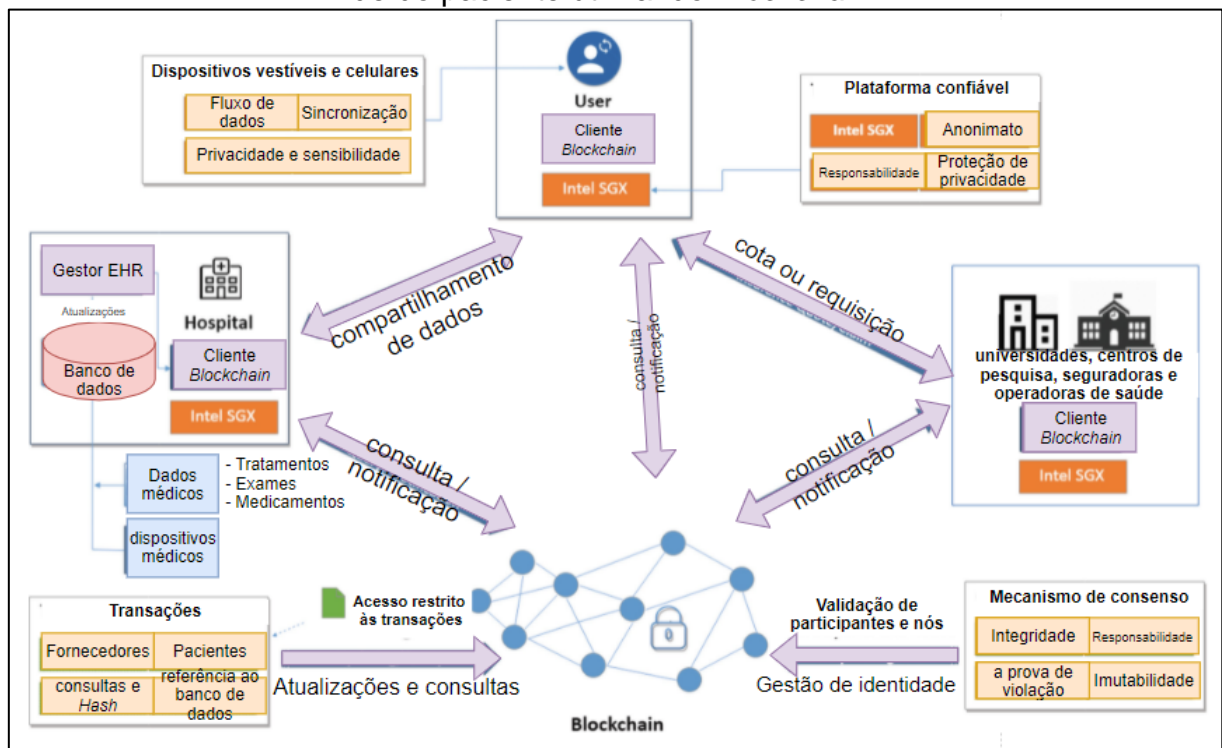 Dispositivos vestíveis e celulares
Fluxo de
dados
Sincronização
Privacidade e sensibilidade
User
Cliente
Blockchain
Intel SGX
Plataforma confiável
Intel SGX
Anonimato
Responsabilidade
Proteção de
privacidade
Gestor EHR
Atualizações
Banco de
dados
Hospital
Cliente
Blockchain
Intel SGX
compartilhamento
de dados
consulta /
notificação
cota ou requisição
universidades, centros de
pesquisa, seguradoras e
operadoras de saúde
Cliente
Blockchain
Intel SGX
Dados
médicos
- Tratamentos
- Exames
- Medicamentos
dispositivos
médicos
consulta /
notificação
consulta /
notificação
Transações
Fornecedores
Pacientes
consultas e
Hash
referência ao
banco de
dados
Acesso restrito
às transações
Atualizações e consultas
Blockchain
Validação de
participantes e nós
Gestão de identidade
Mecanismo de consenso
Integridade
Responsabilidade
a prova de
violação
Imutabilidade